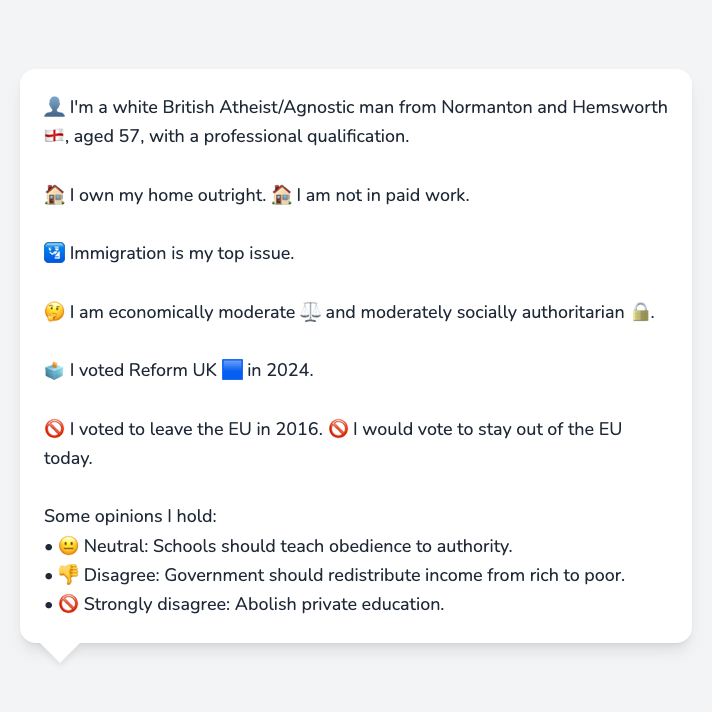 👤 I'm a white British Atheist/Agnostic man from Normanton and Hemsworth
🏴󠁧󠁢󠁥󠁮󠁧󠁿, aged 57, with a professional qualification.
🏠 I own my home outright. 🏠 I am not in paid work.
🛂 Immigration is my top issue.
🤔 I am economically moderate ⚖️ and moderately socially authoritarian 🔒.
🗳️ I voted Reform UK 🟦 in 2024.
🚫 I voted to leave the EU in 2016. 🚫 I would vote to stay out of the EU
today.
Some opinions I hold:
• 😐 Neutral: Schools should teach obedience to authority.
• 👎 Disagree: Government should redistribute income from rich to poor.
• 🚫 Strongly disagree: Abolish private education.